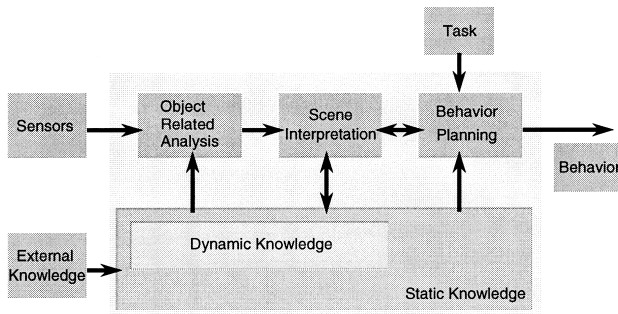 Task
Sensors
Object
Related
Analysis
Scene
Interpretation
Behavior
Planning
Behavior
Dynamic Knowledge
External
Knowledge
Static Knowledge